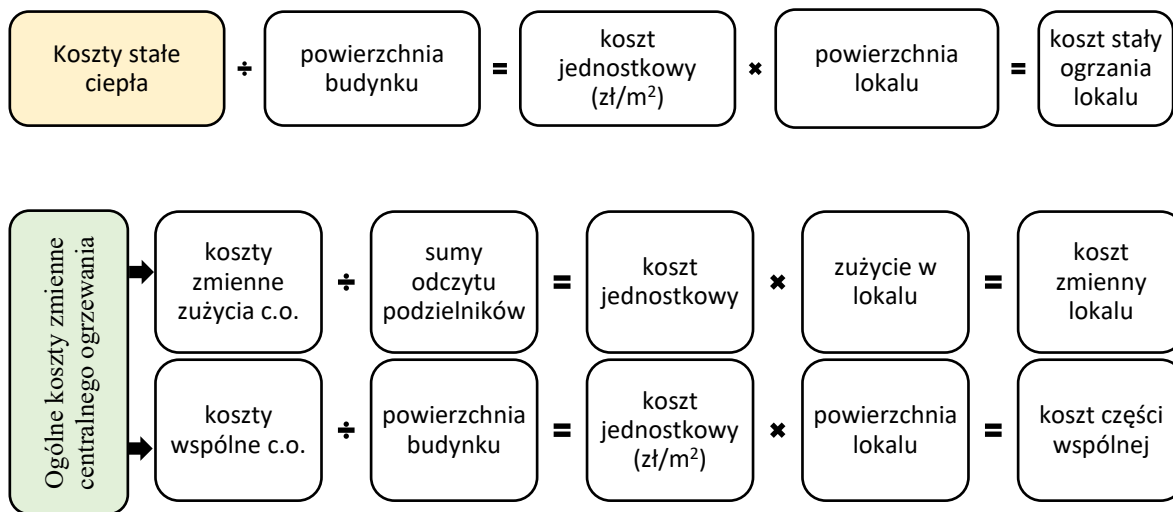 Koszty stałe
ciepła
÷
powierzchnia
budynku
=
koszt
jednostkowy
(zł/m²)
×
powierzchnia
lokalu
=
koszt stały
ogrzania
lokalu
Ogólne koszty zmienne
centralnego ogrzewania
koszty
zmienne
zużycia c.o.
÷
sumy
odczytu
podzielników
=
koszt
jednostkowy
×
zużycie w
lokalu
=
koszt
zmienny
lokalu
koszty
wspólne c.o.
÷
powierzchnia
budynku
=
koszt
jednostkowy
(zł/m²)
×
powierzchnia
lokalu
=
koszt części
wspólnej